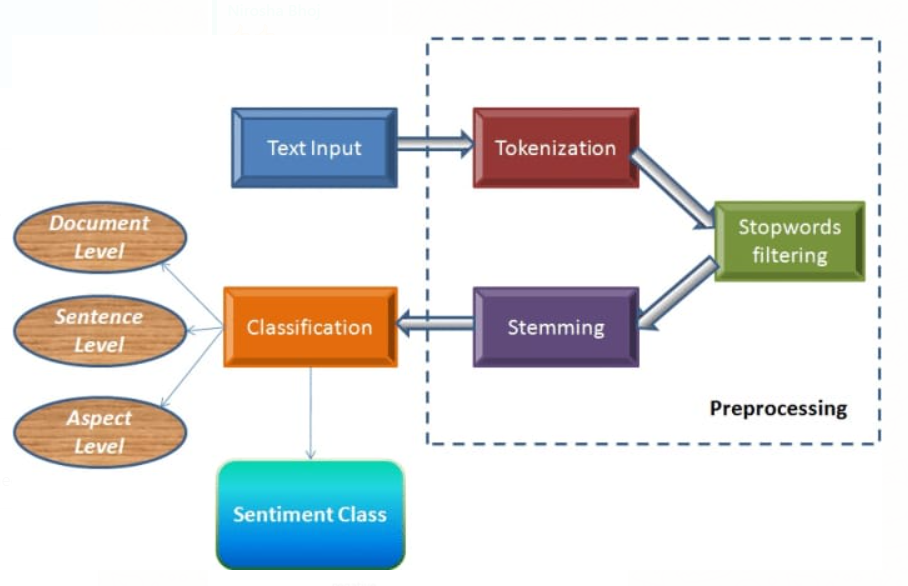 Text Input
Tokenization
Stopwords
filtering
Document
Level
Sentence
Level
Classification
Stemming
Aspect
Level
Preprocessing
Sentiment Class